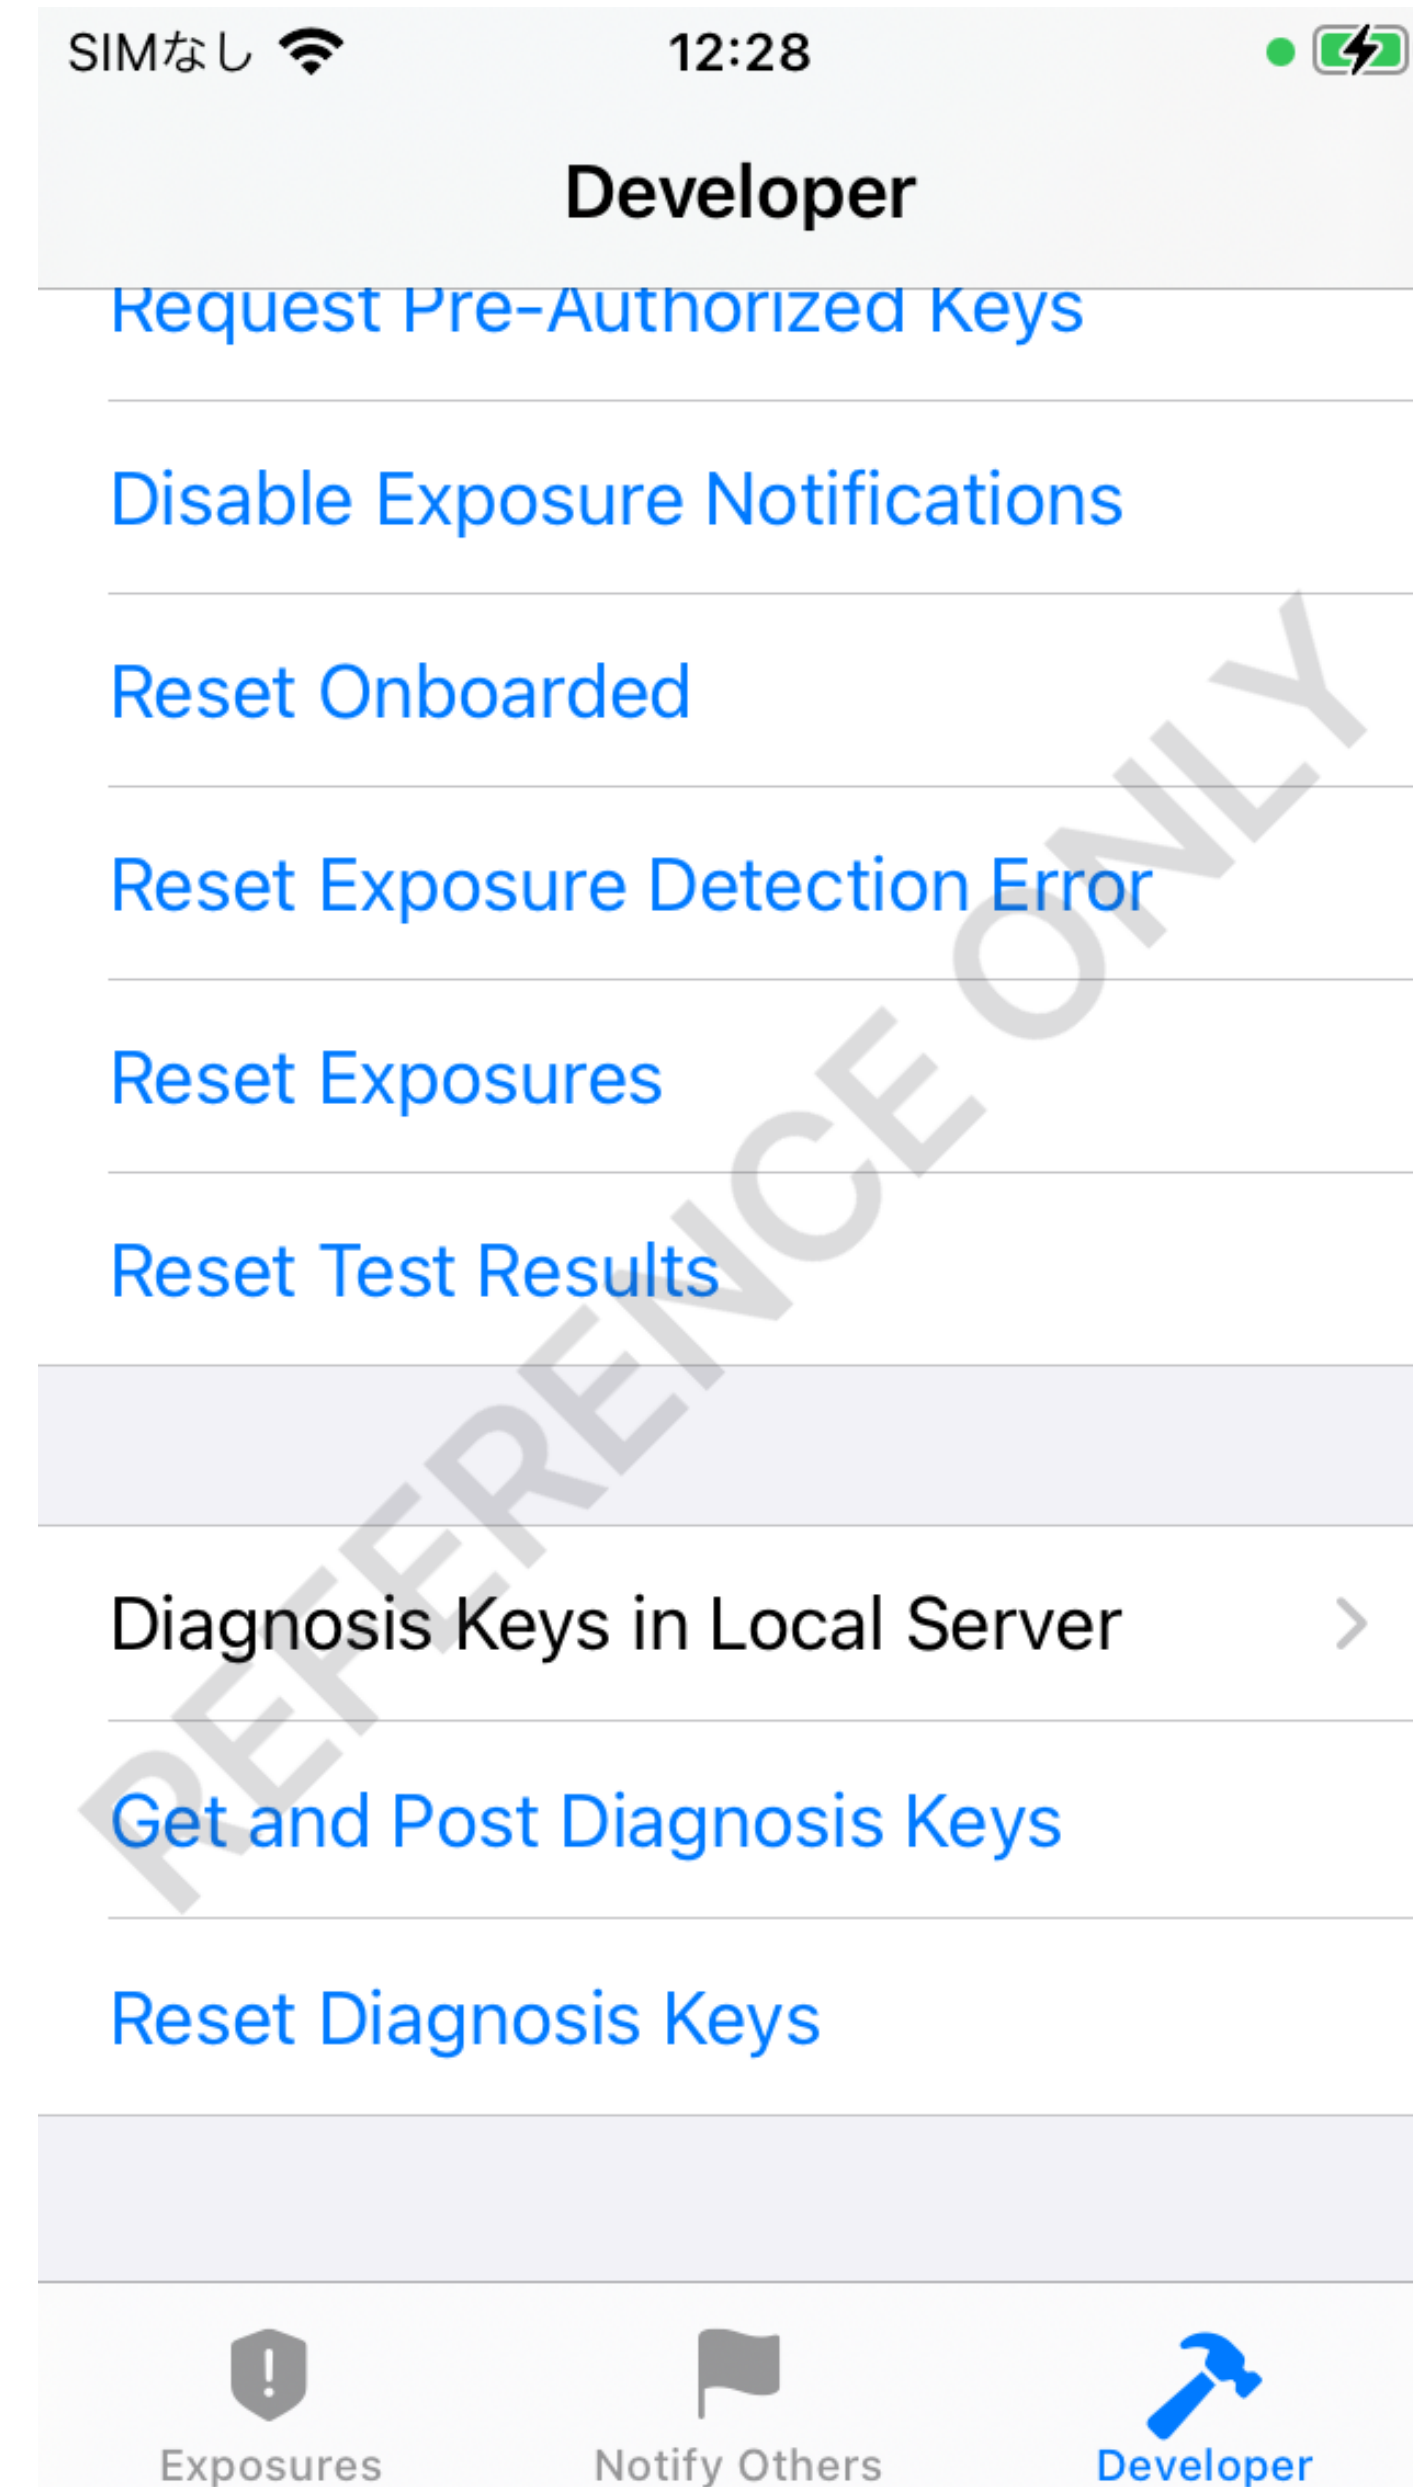 SIMなし 12:28
Developer
Request Pre-Authorized Keys
Disable Exposure Notifications
Reset Onboarded
Reset Exposure Detection Error
Reset Exposures
Reset Test Results
Diagnosis Keys in Local Server
Get and Post Diagnosis Keys
Reset Diagnosis Keys
REFERENCE ONLY
Exposures Notify Others Developer